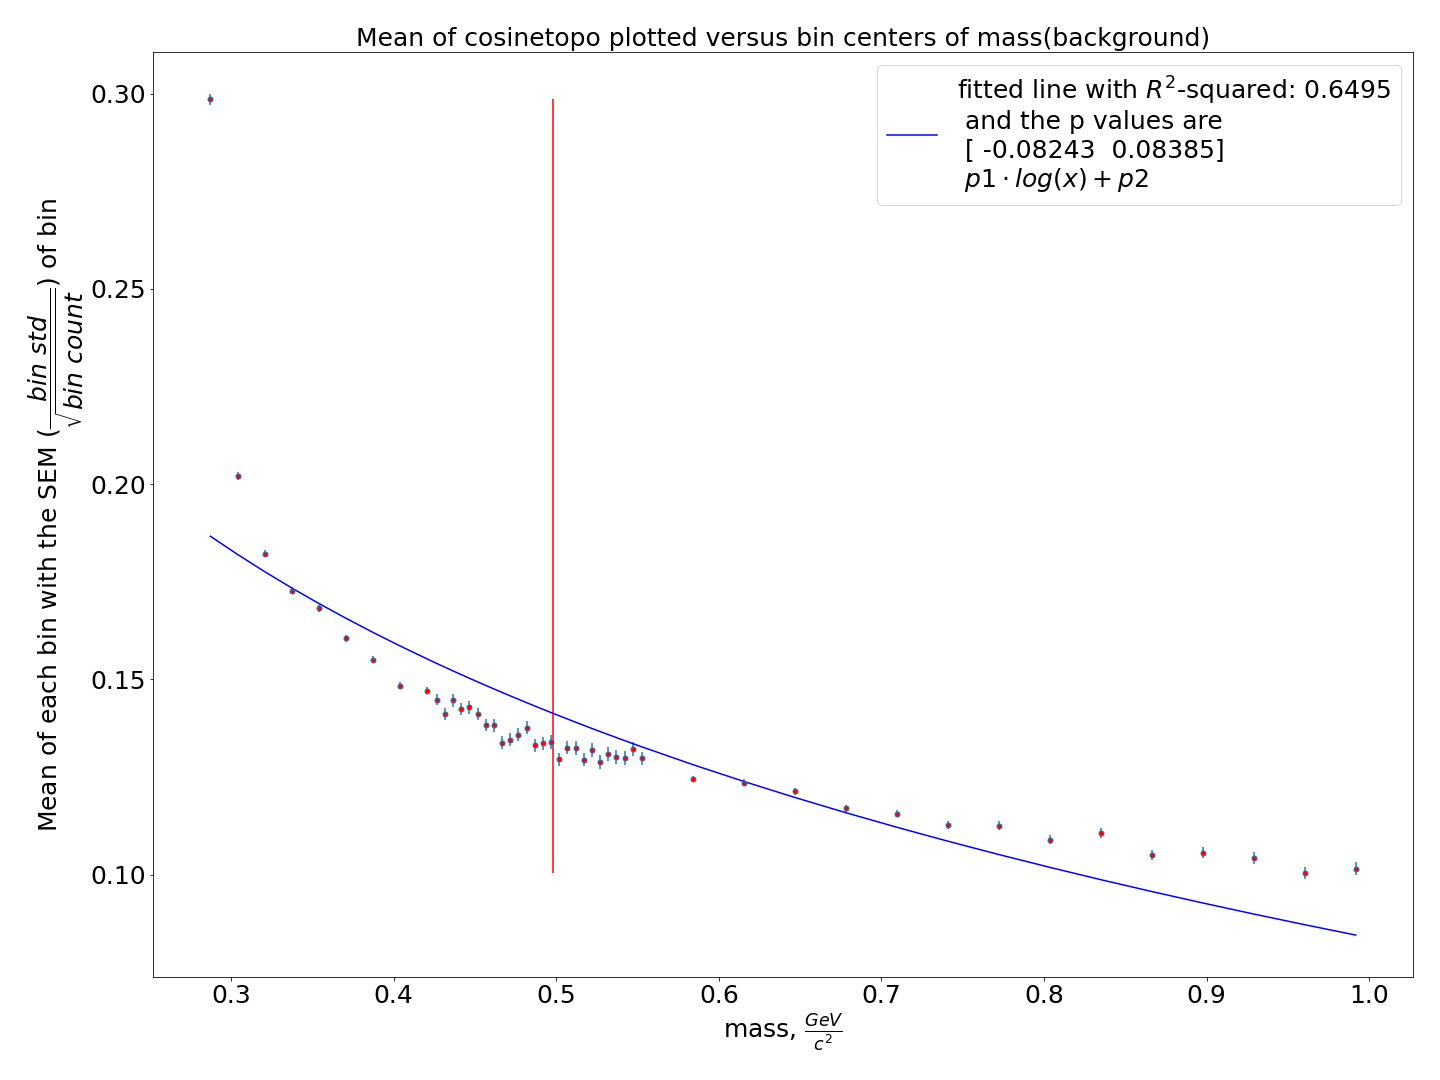 Mean of cosinetopo plotted versus bin centers of mass(background)
fitted line with R²-squared: 0.6495
and the p values are
[ -0.08243  0.08385]
p1 · log(x) + p2
Mean of each bin with the SEM (bin std / √bin count) of bin
0.30
0.25
0.20
0.15
0.10
0.3 0.4 0.5 0.6 0.7 0.8 0.9 1.0
mass, GeV/c²